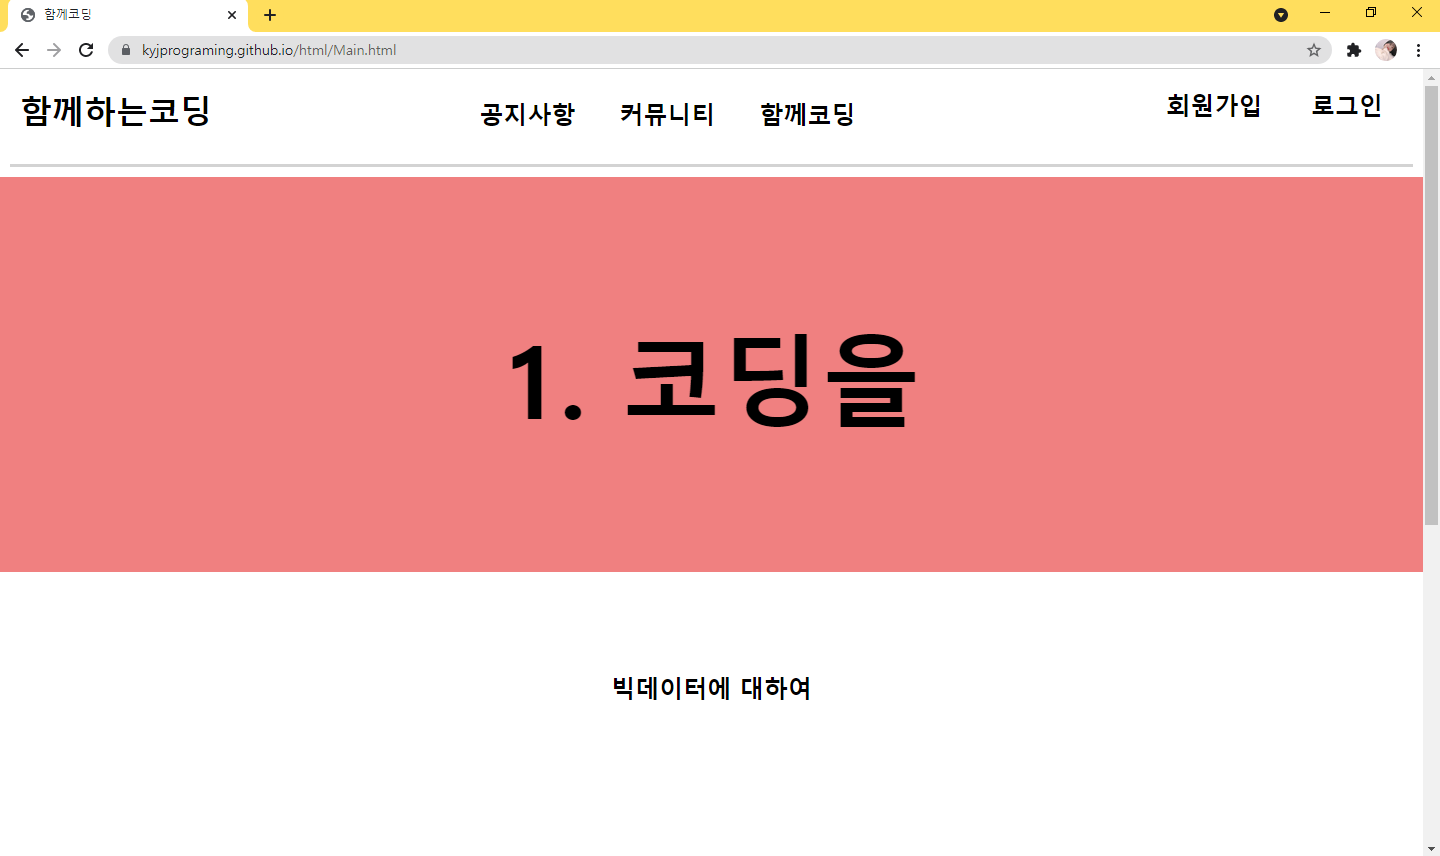 함께코딩
kyjprograming.github.io/html/Main.html
함께하는코딩 공지사항 커뮤니티 함께코딩 회원가입 로그인
1. 코딩을
빅데이터에 대하여